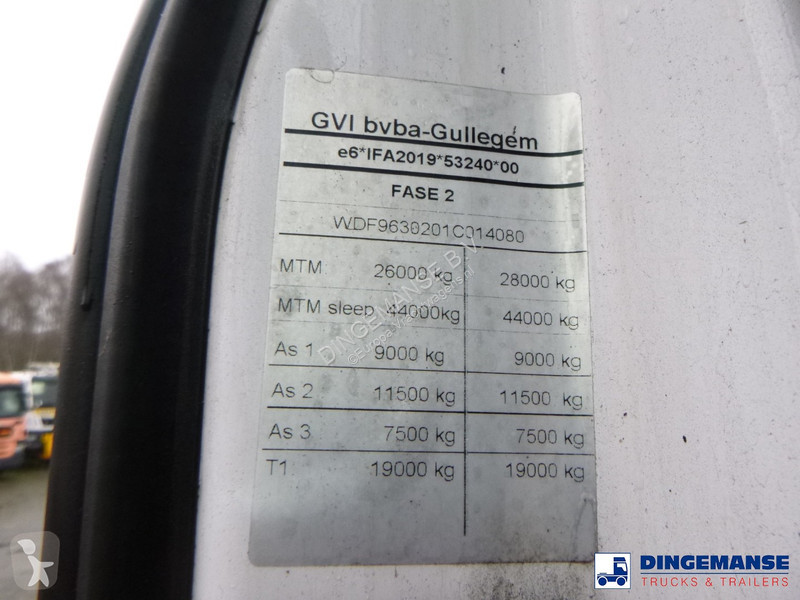 GVI bvba-Gullegem
e6*IFA2019*53240*00
FASE 2
WDF9630201C014080
MTM 26000 kg 28000 kg
MTM sleep 44000kg 44000 kg
As 1 9000 kg 9000 kg
As 2 11500 kg 11500 kg
As 3 7500 kg 7500 kg
T1 19000 kg 19000 kg
DINGEMANSE B.V.
DINGEMANSE
TRUCKS & TRAILERS